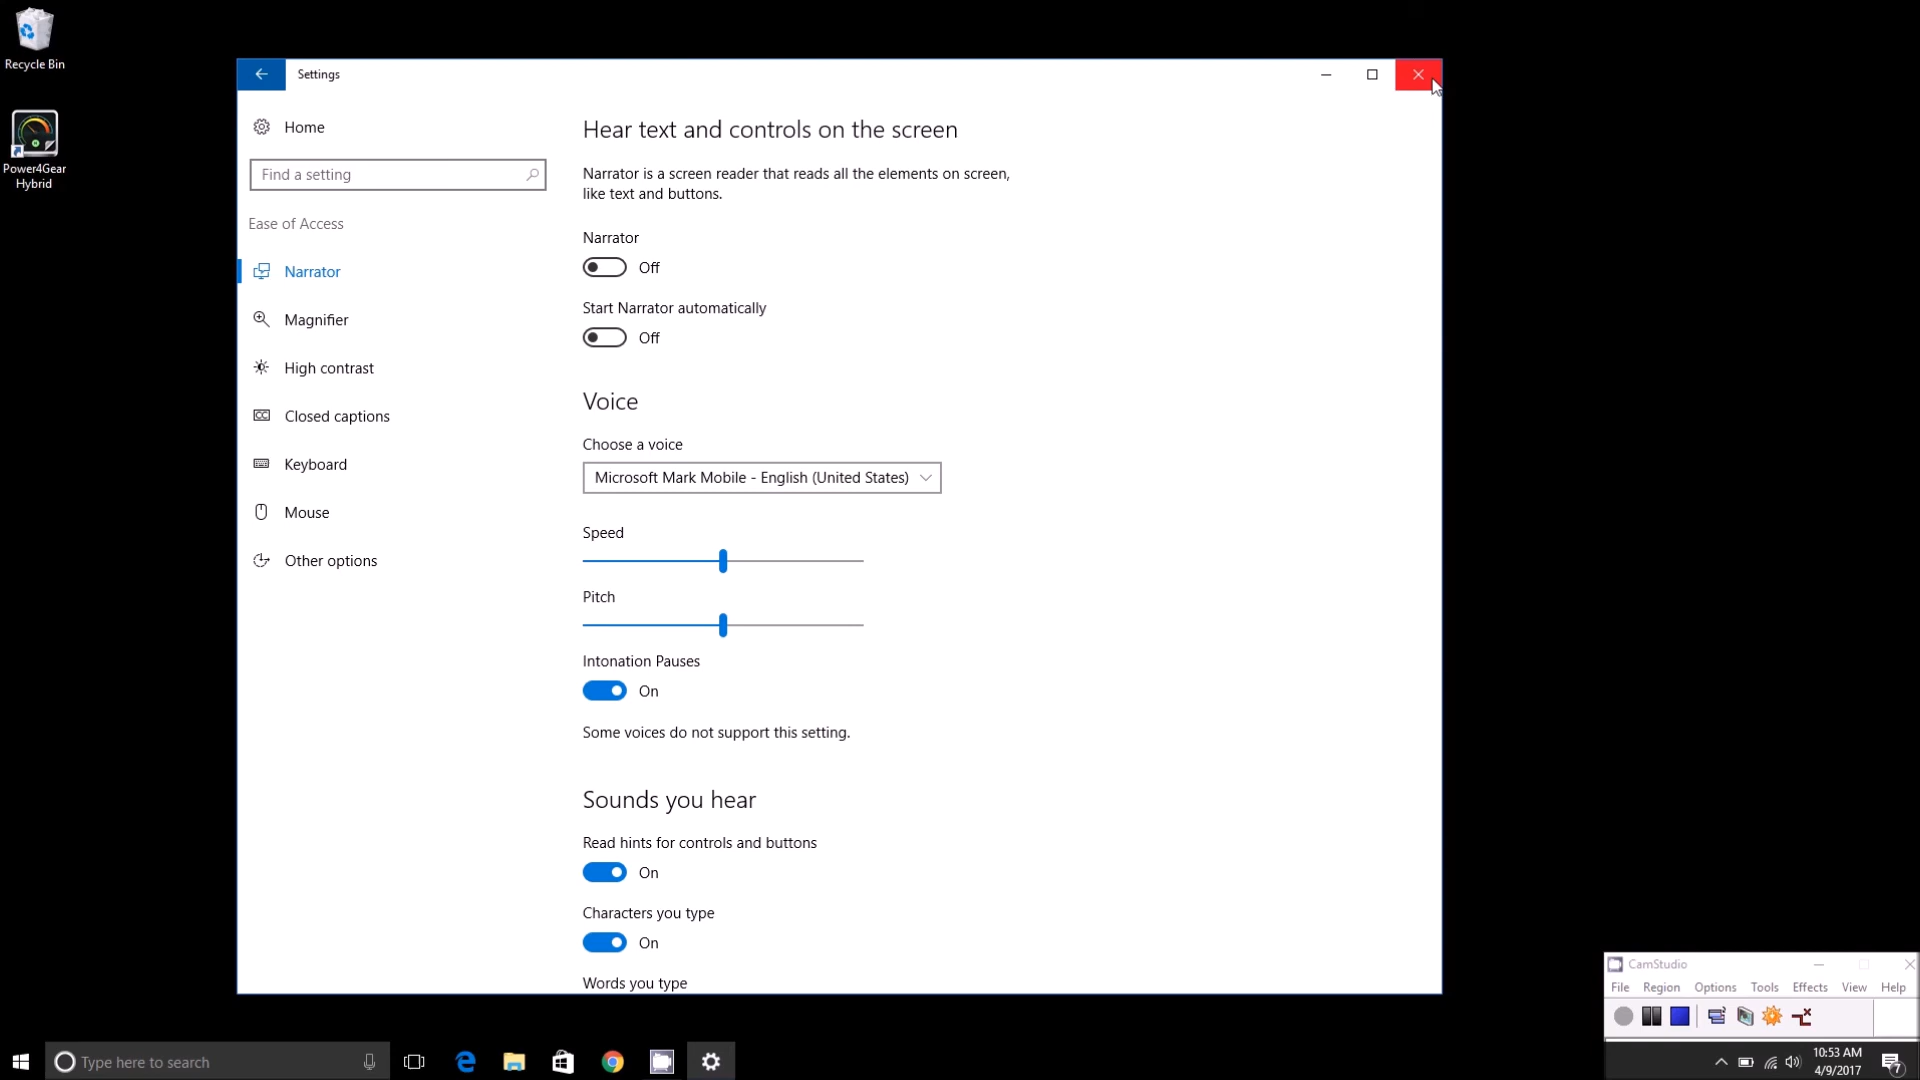 Recycle Bin
Power4Gear
Hybrid
Settings
Home
Find a setting
Ease of Access
Narrator
Magnifier
High contrast
Closed captions
Keyboard
Mouse
Other options
Hear text and controls on the screen
Narrator is a screen reader that reads all the elements on screen,
like text and buttons.
Narrator
Off
Start Narrator automatically
Off
Voice
Choose a voice
Microsoft Mark Mobile - English (United States)
Speed
Pitch
Intonation Pauses
On
Some voices do not support this setting.
Sounds you hear
Read hints for controls and buttons
On
Characters you type
On
Words you type
CamStudio
File Region Options Tools Effects View Help
Type here to search
10:53 AM
4/9/2017
7